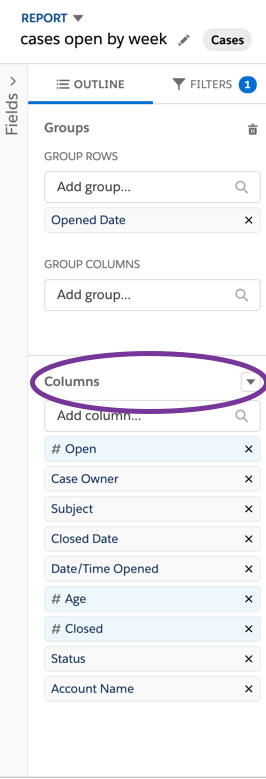 REPORT
cases open by week Cases
Fields
OUTLINE FILTERS 1
Groups
GROUP ROWS
Add group...
Opened Date
GROUP COLUMNS
Add group...
Columns
Add column...
# Open
Case Owner
Subject
Closed Date
Date/Time Opened
# Age
# Closed
Status
Account Name